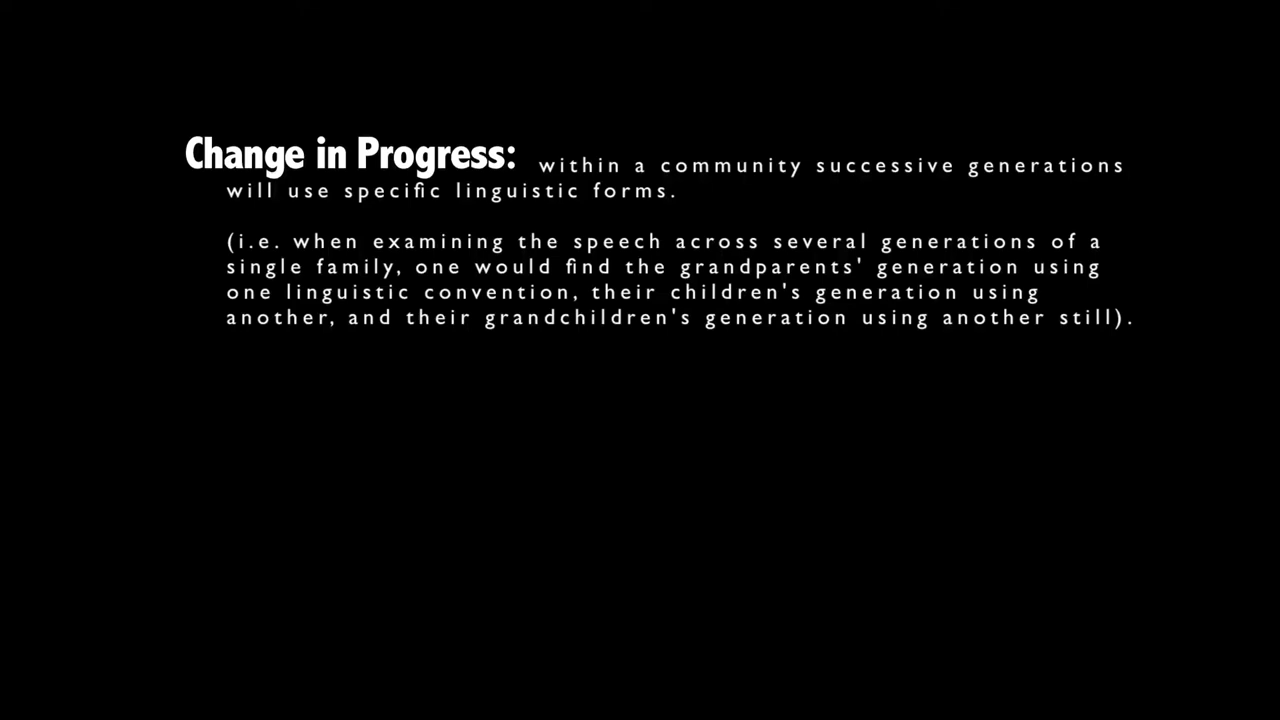 Change in Progress: within a community successive generations
will use specific linguistic forms.
(i.e. when examining the speech across several generations of a
single family, one would find the grandparents' generation using
one linguistic convention, their children's generation using
another, and their grandchildren's generation using another still).